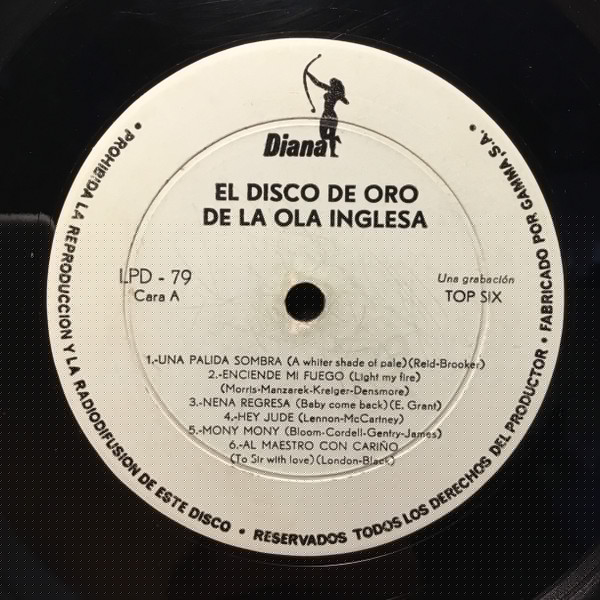 Diana
EL DISCO DE ORO
DE LA OLA INGLESA
LPD - 79
Cara A
Una grabación
TOP SIX
1.-UNA PALIDA SOMBRA (A whiter shade of pale)(Reid-Brooker)
2.-ENCIENDE MI FUEGO (Light my fire)
(Morris-Manzarek-Kreiger-Densmore)
3.-NENA REGRESA (Baby come back)(E. Grant)
4.-HEY JUDE (Lennon-McCartney)
5.-MONY MONY (Bloom-Cordell-Gentry-James)
6.-AL MAESTRO CON CARIÑO
(To Sir with love)(London-Black)
• PROHIBIDA LA REPRODUCCION Y LA RADIODIFUSION DE ESTE DISCO • RESERVADOS TODOS LOS DERECHOS DEL PRODUCTOR • FABRICADO POR GAMMA, S.A. •